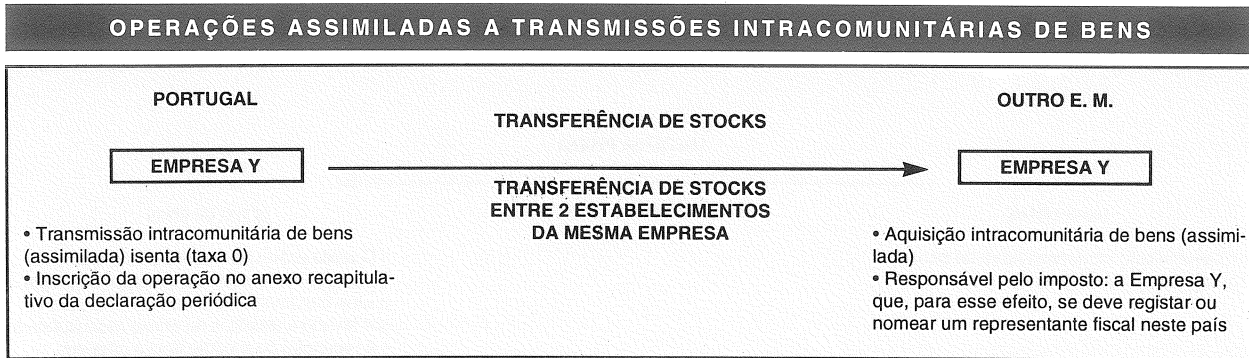 OPERAÇÕES ASSIMILADAS A TRANSMISSÕES INTRACOMUNITÁRIAS DE BENS
PORTUGAL
EMPRESA Y
• Transmissão intracomunitária de bens
(assimilada) isenta (taxa 0)
• Inscrição da operação no anexo recapitula-
tivo da declaração periódica
TRANSFERÊNCIA DE STOCKS
TRANSFERÊNCIA DE STOCKS
ENTRE 2 ESTABELECIMENTOS
DA MESMA EMPRESA
OUTRO E. M.
EMPRESA Y
• Aquisição intracomunitária de bens (assimi-
lada)
• Responsável pelo imposto: a Empresa Y,
que, para esse efeito, se deve registar ou
nomear um representante fiscal neste país